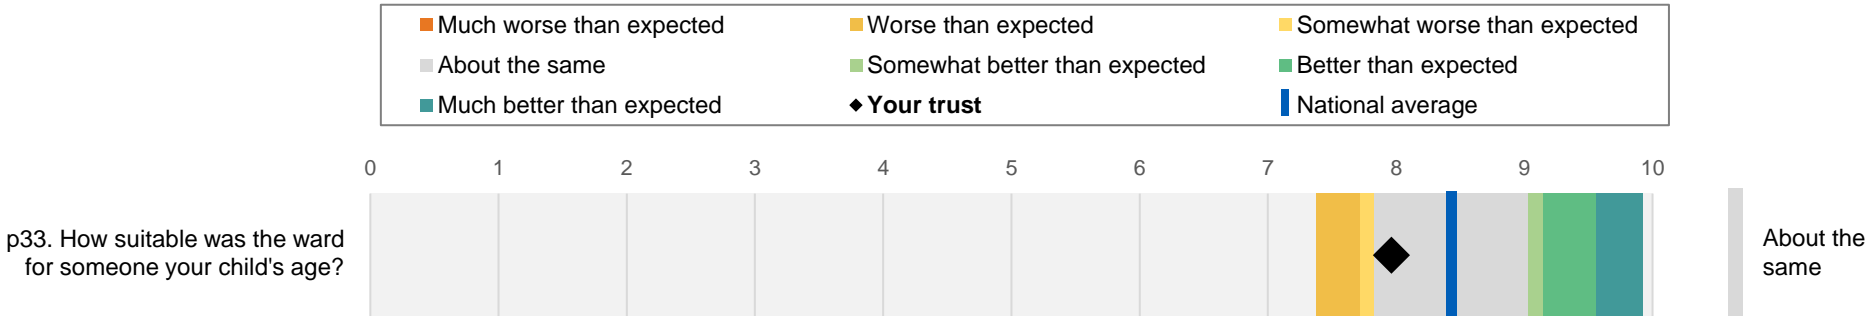 Much worse than expected
Worse than expected
Somewhat worse than expected
About the same
Somewhat better than expected
Better than expected
Much better than expected
Your trust
National average
0 1 2 3 4 5 6 7 8 9 10
p33. How suitable was the ward
for someone your child's age?
About the
same